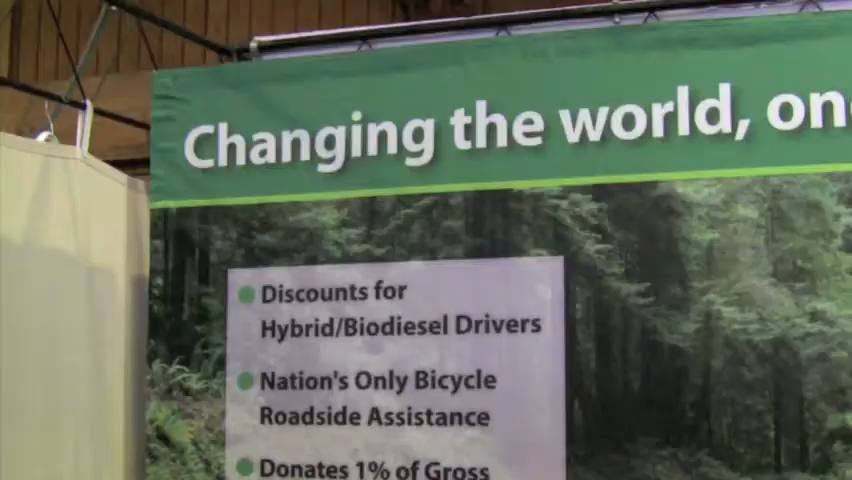 Changing the world, on
Discounts for
Hybrid/Biodiesel Drivers
Nation's Only Bicycle
Roadside Assistance
Donates 1% of Gross